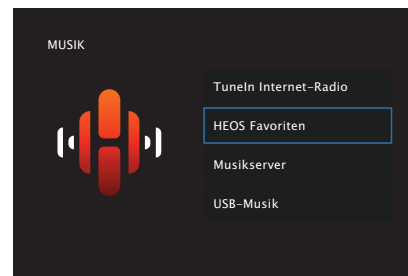 MUSIK
TuneIn Internet-Radio
HEOS Favoriten
Musikserver
USB-Musik